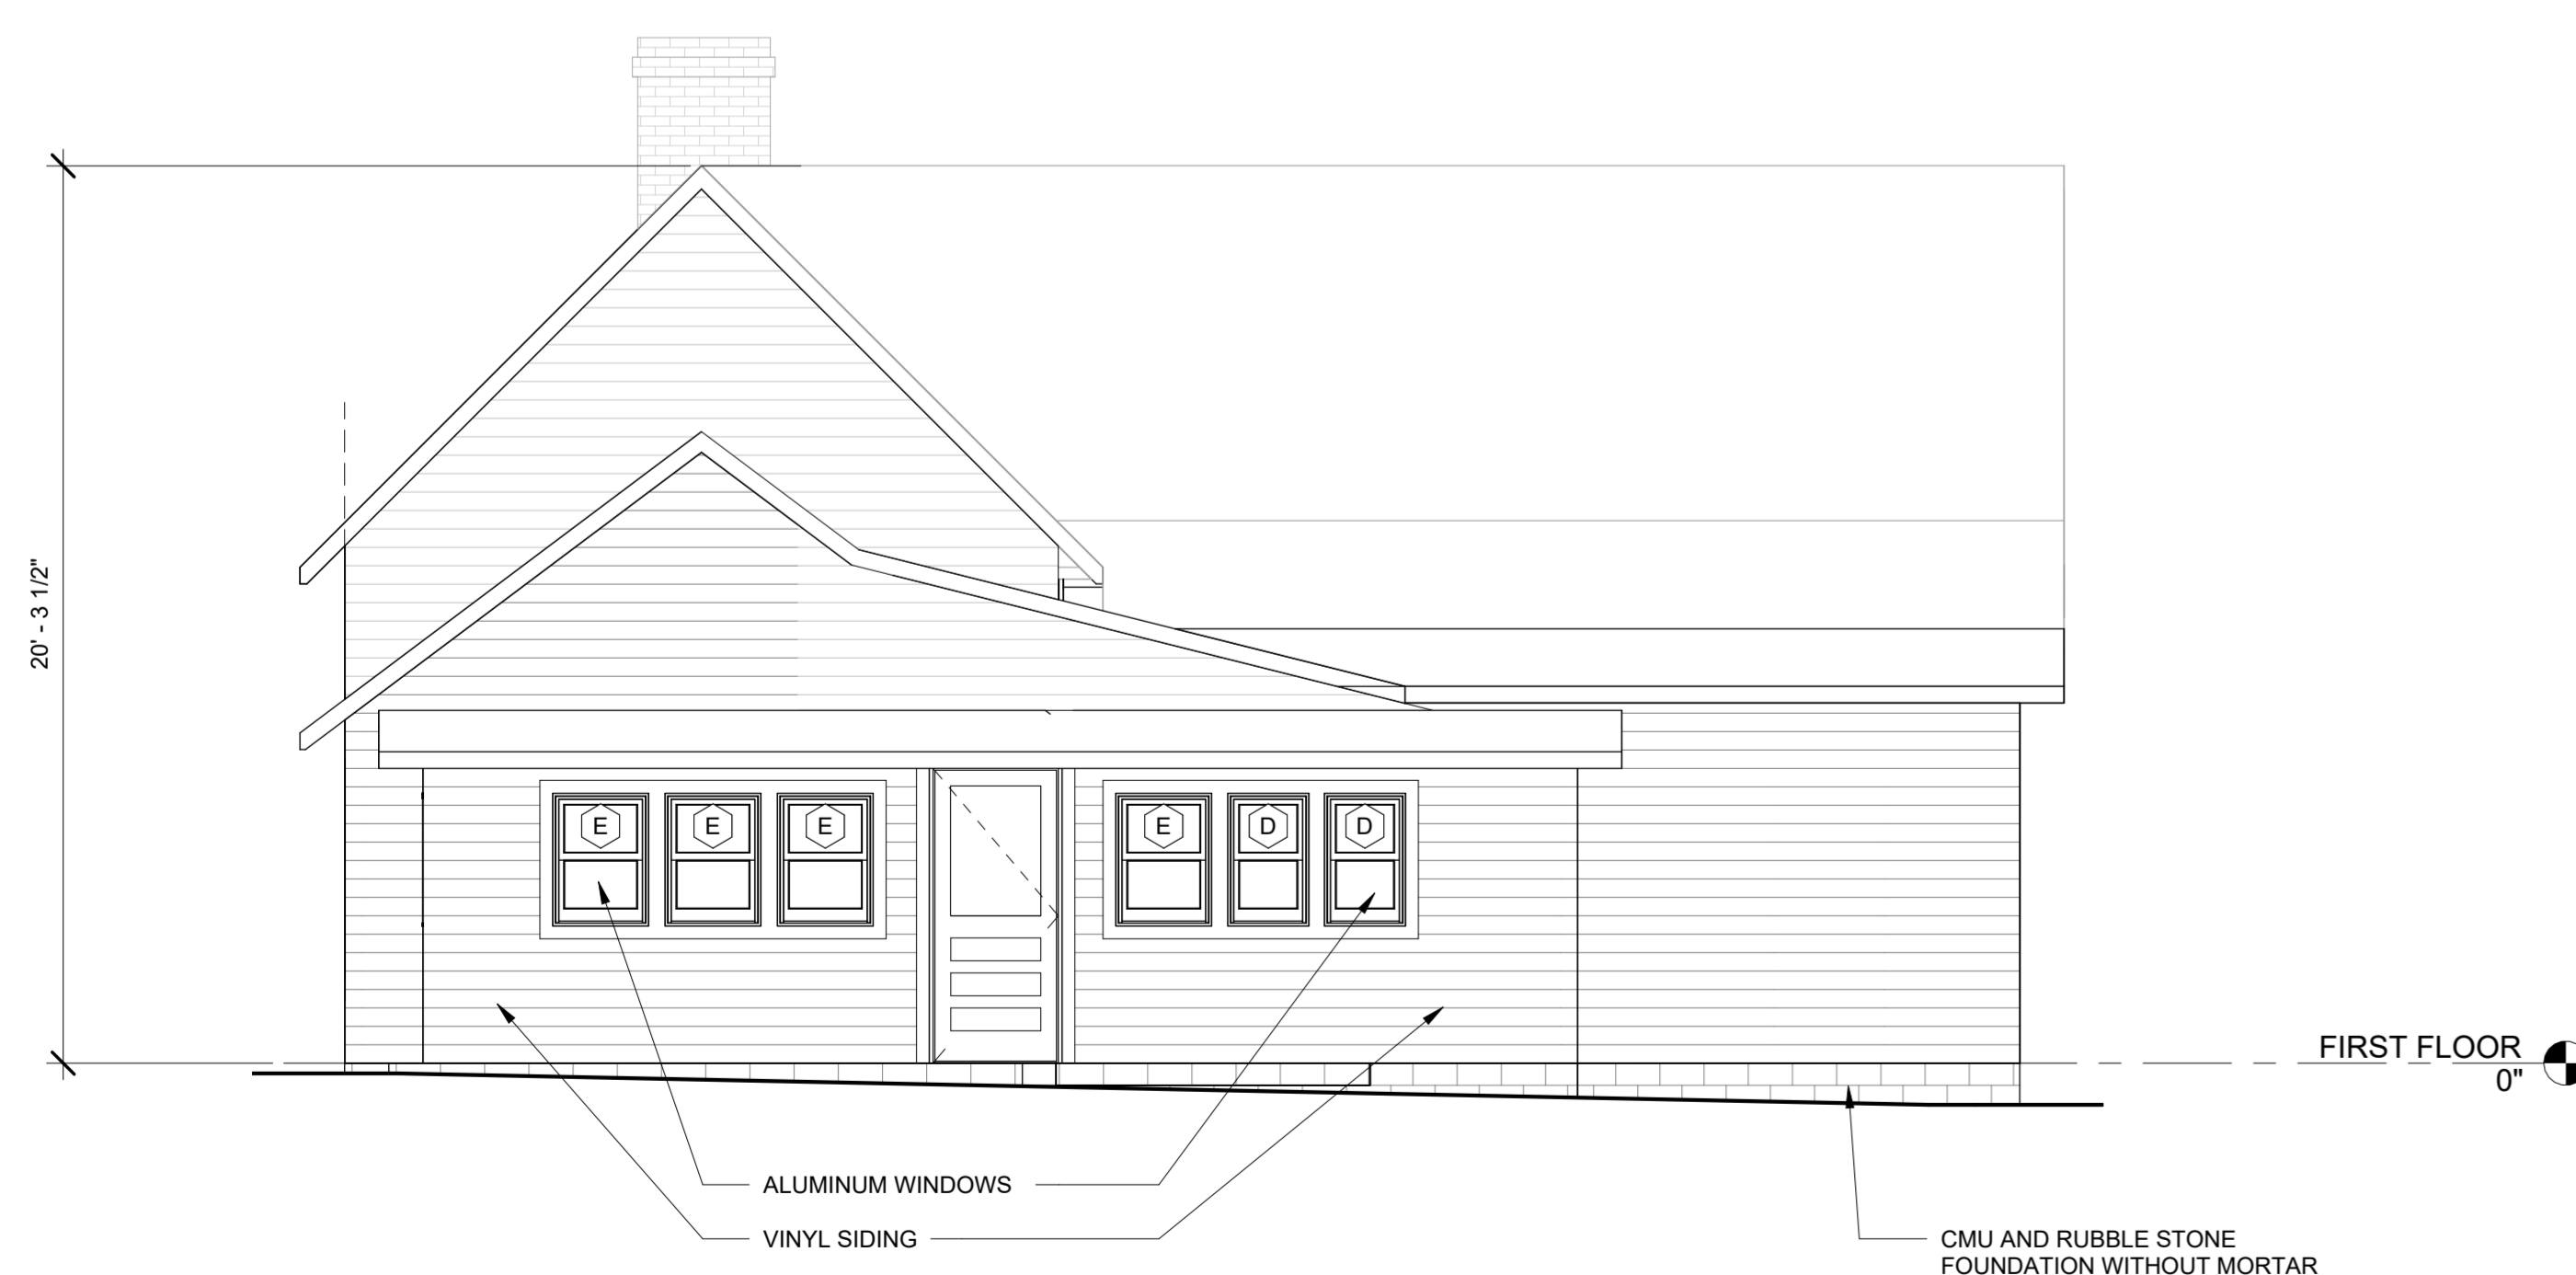 20' - 3 1/2"
E E E E D D
FIRST FLOOR
0"
ALUMINUM WINDOWS
VINYL SIDING
CMU AND RUBBLE STONE
FOUNDATION WITHOUT MORTAR